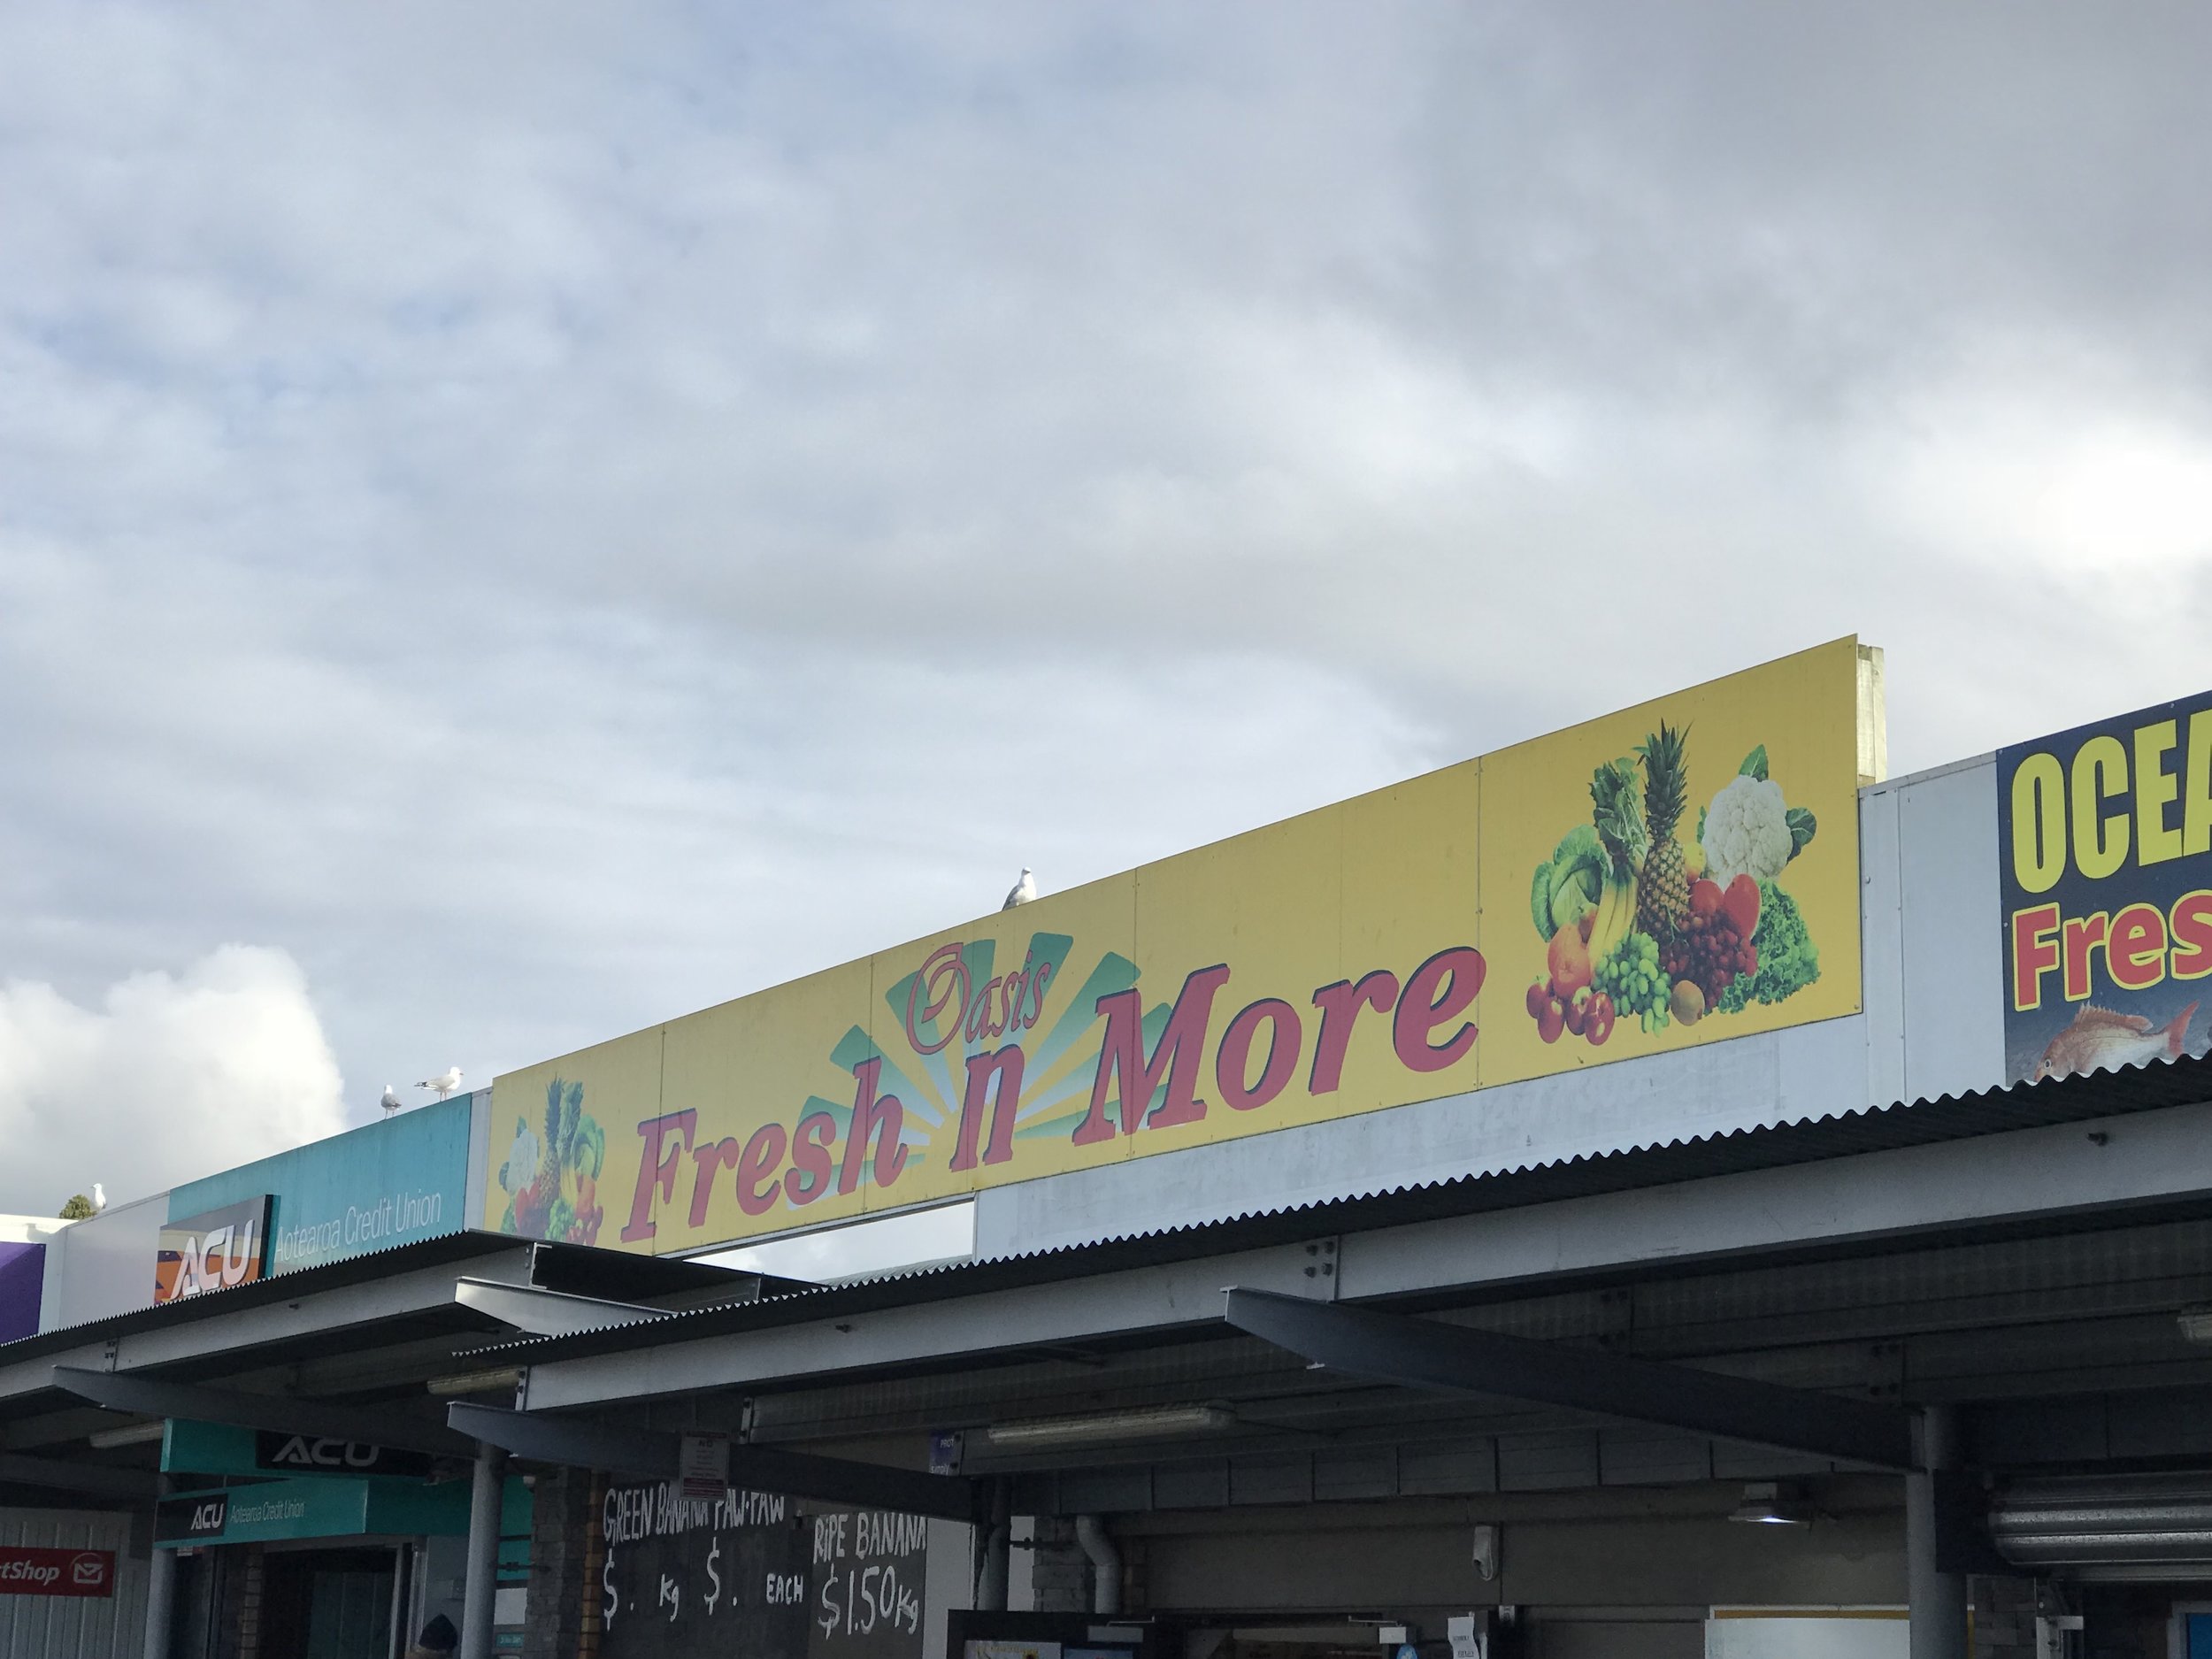 ACU
Aotearoa Credit Union
Oasis
Fresh n More
OCEA
Fres
ACU
ACU Aotearoa Credit Union
tShop
GREEN BANANA PAW.PAW
$ . Kg $ . EACH
RIPE BANANA
$1.50Kg